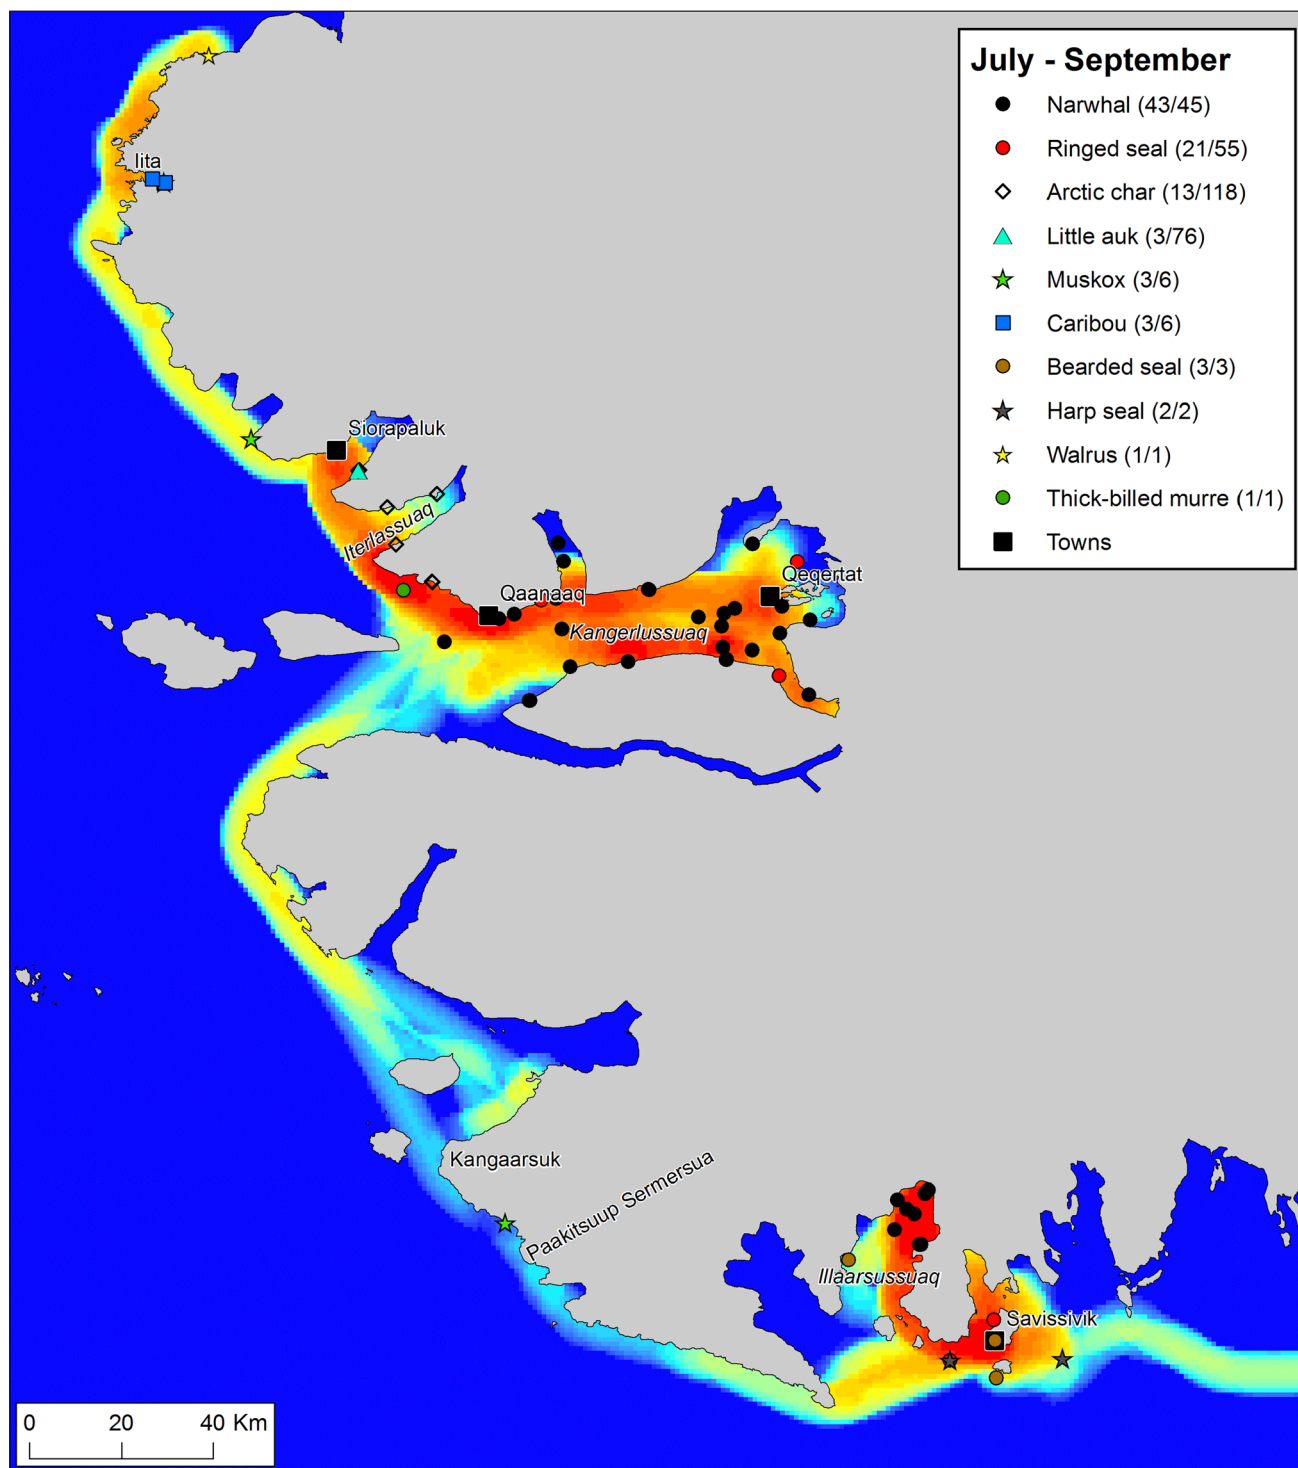 July - September
Narwhal (43/45)
Ringed seal (21/55)
Arctic char (13/118)
Little auk (3/76)
Muskox (3/6)
Caribou (3/6)
Bearded seal (3/3)
Harp seal (2/2)
Walrus (1/1)
Thick-billed murre (1/1)
Towns
Iita
Siorapaluk
Iterlassuaq
Qaanaaq
Qeqertat
Kangerlussuaq
Kangaarsuk
Paakitsuup Sermersua
Illaarsussuaq
Savissivik
0 20 40 Km